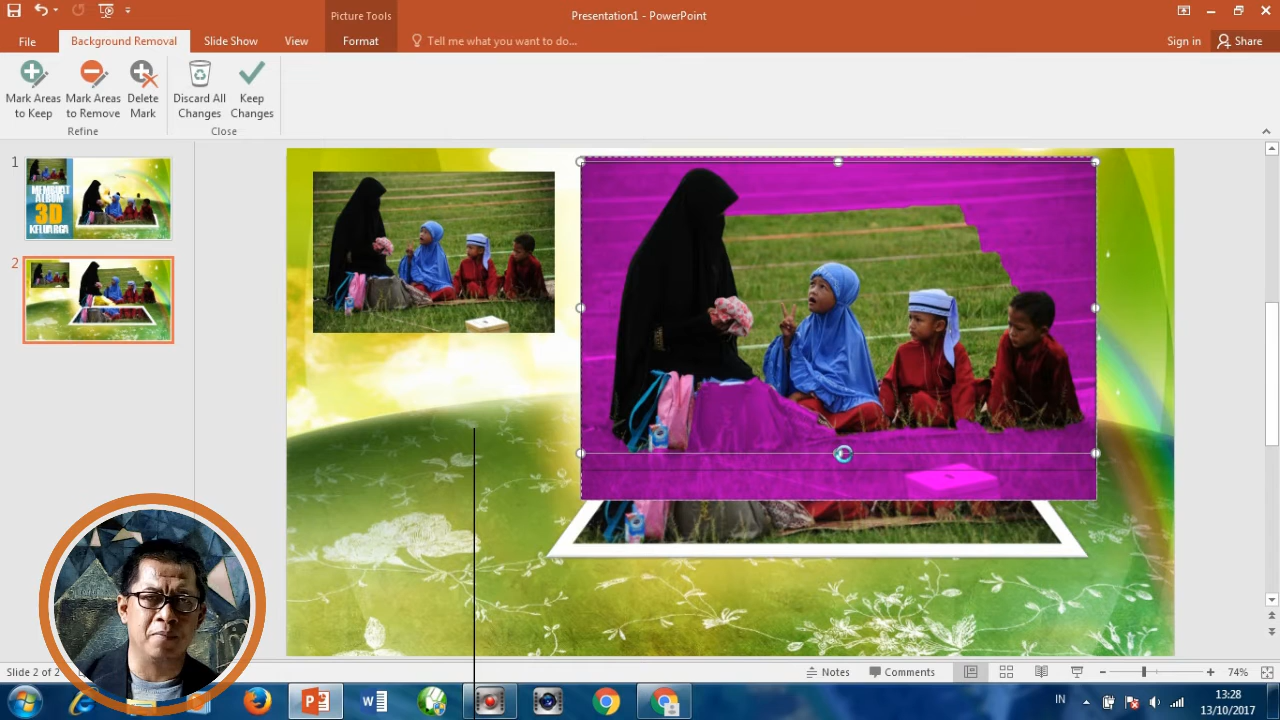 Picture Tools
Presentation1 - PowerPoint
File
Background Removal
Slide Show
View
Format
Tell me what you want to do...
Sign in
Share
Mark Areas to Keep
Mark Areas to Remove
Delete Mark
Discard All Changes
Keep Changes
Refine
Close
1
MEMBUAT
ALBUM
3D
KELUARGA
2
Slide 2 of 2
Notes
Comments
74%
IN
13:28
13/10/2017